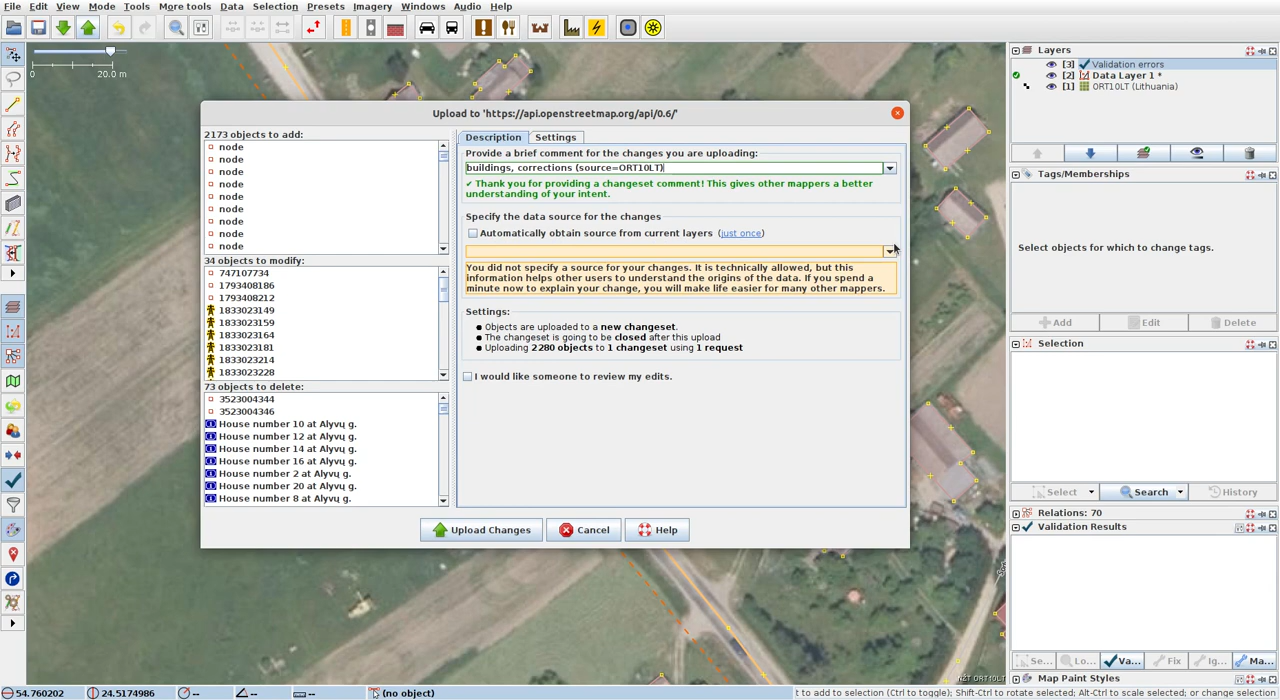 File Edit View Mode Tools More tools Data Selection Presets Imagery Windows Audio Help
0 20.0 m
Upload to 'https://api.openstreetmap.org/api/0.6/'
2173 objects to add:
node
node
node
node
node
node
node
node
node
34 objects to modify:
747107734
1793408186
1793408212
1833023149
1833023159
1833023164
1833023181
1833023214
1833023228
73 objects to delete:
3523004344
3523004346
House number 10 at Alyvų g.
House number 12 at Alyvų g.
House number 14 at Alyvų g.
House number 16 at Alyvų g.
House number 2 at Alyvų g.
House number 20 at Alyvų g.
House number 8 at Alyvų g.
Description Settings
Provide a brief comment for the changes you are uploading:
buildings, corrections (source=ORT10LT)
✔ Thank you for providing a changeset comment! This gives other mappers a better
understanding of your intent.
Specify the data source for the changes
Automatically obtain source from current layers (just once)
You did not specify a source for your changes. It is technically allowed, but this
information helps other users to understand the origins of the data. If you spend a
minute now to explain your change, you will make life easier for many other mappers.
Settings:
● Objects are uploaded to a new changeset.
● The changeset is going to be closed after this upload
● Uploading 2280 objects to 1 changeset using 1 request
I would like someone to review my edits.
Upload Changes Cancel Help
Layers
[3] Validation errors
[2] Data Layer 1 *
[1] ORT10LT (Lithuania)
Tags/Memberships
Select objects for which to change tags.
Add Edit Delete
Selection
Select Search History
Relations: 70
Validation Results
Se... Lo... Va... Fix Ig... Ma...
Map Paint Styles
NŽT ORT10LT
54.760202 24.5174986 -- -- -- (no object)
t to add to selection (Ctrl to toggle); Shift-Ctrl to rotate selected; Alt-Ctrl to scale selected; or change selection